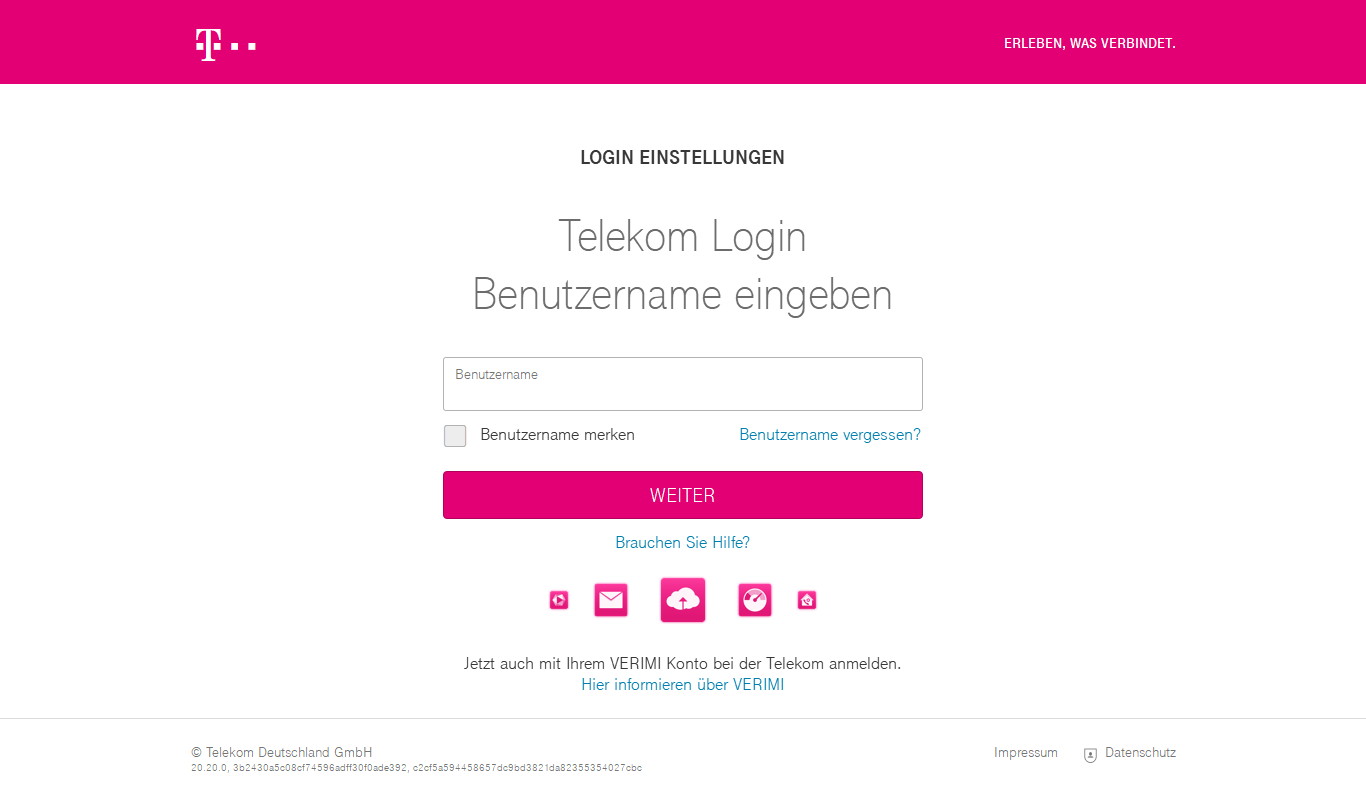 T
ERLEBEN, WAS VERBINDET.
LOGIN EINSTELLUNGEN
Telekom Login
Benutzername eingeben
Benutzername
Benutzername merken
Benutzername vergessen?
WEITER
Brauchen Sie Hilfe?
Jetzt auch mit Ihrem VERIMI Konto bei der Telekom anmelden.
Hier informieren über VERIMI
© Telekom Deutschland GmbH
Impressum
Datenschutz
20.20.0, 3b2430a5c08cf74596adff30f0ade392, c2cf5a594458657dc9bd3821da82355354027cbc